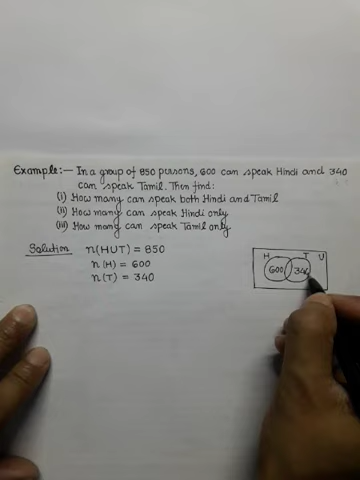 Example:— In a group of 850 persons, 600 can speak Hindi and 340
can speak Tamil. Then find:
(i) How many can speak both Hindi and Tamil
(ii) How many can speak Hindi only
(iii) How many can speak Tamil only.
Solution n(HUT) = 850
n(H) = 600
n(T) = 340
H T U
600 340